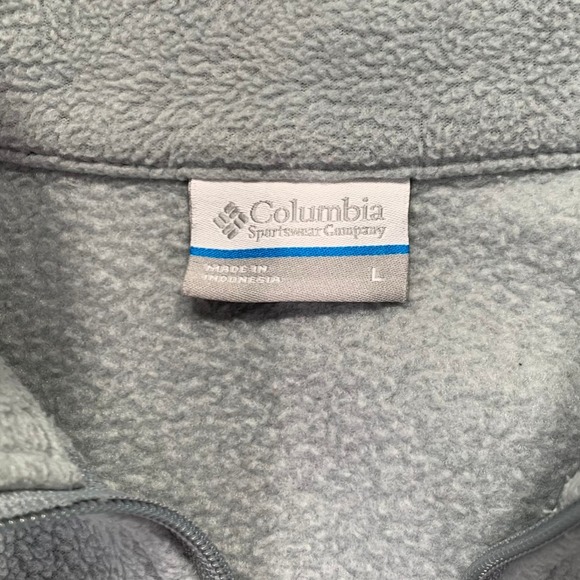 Columbia
Sportswear Company
MADE IN
INDONESIA
L